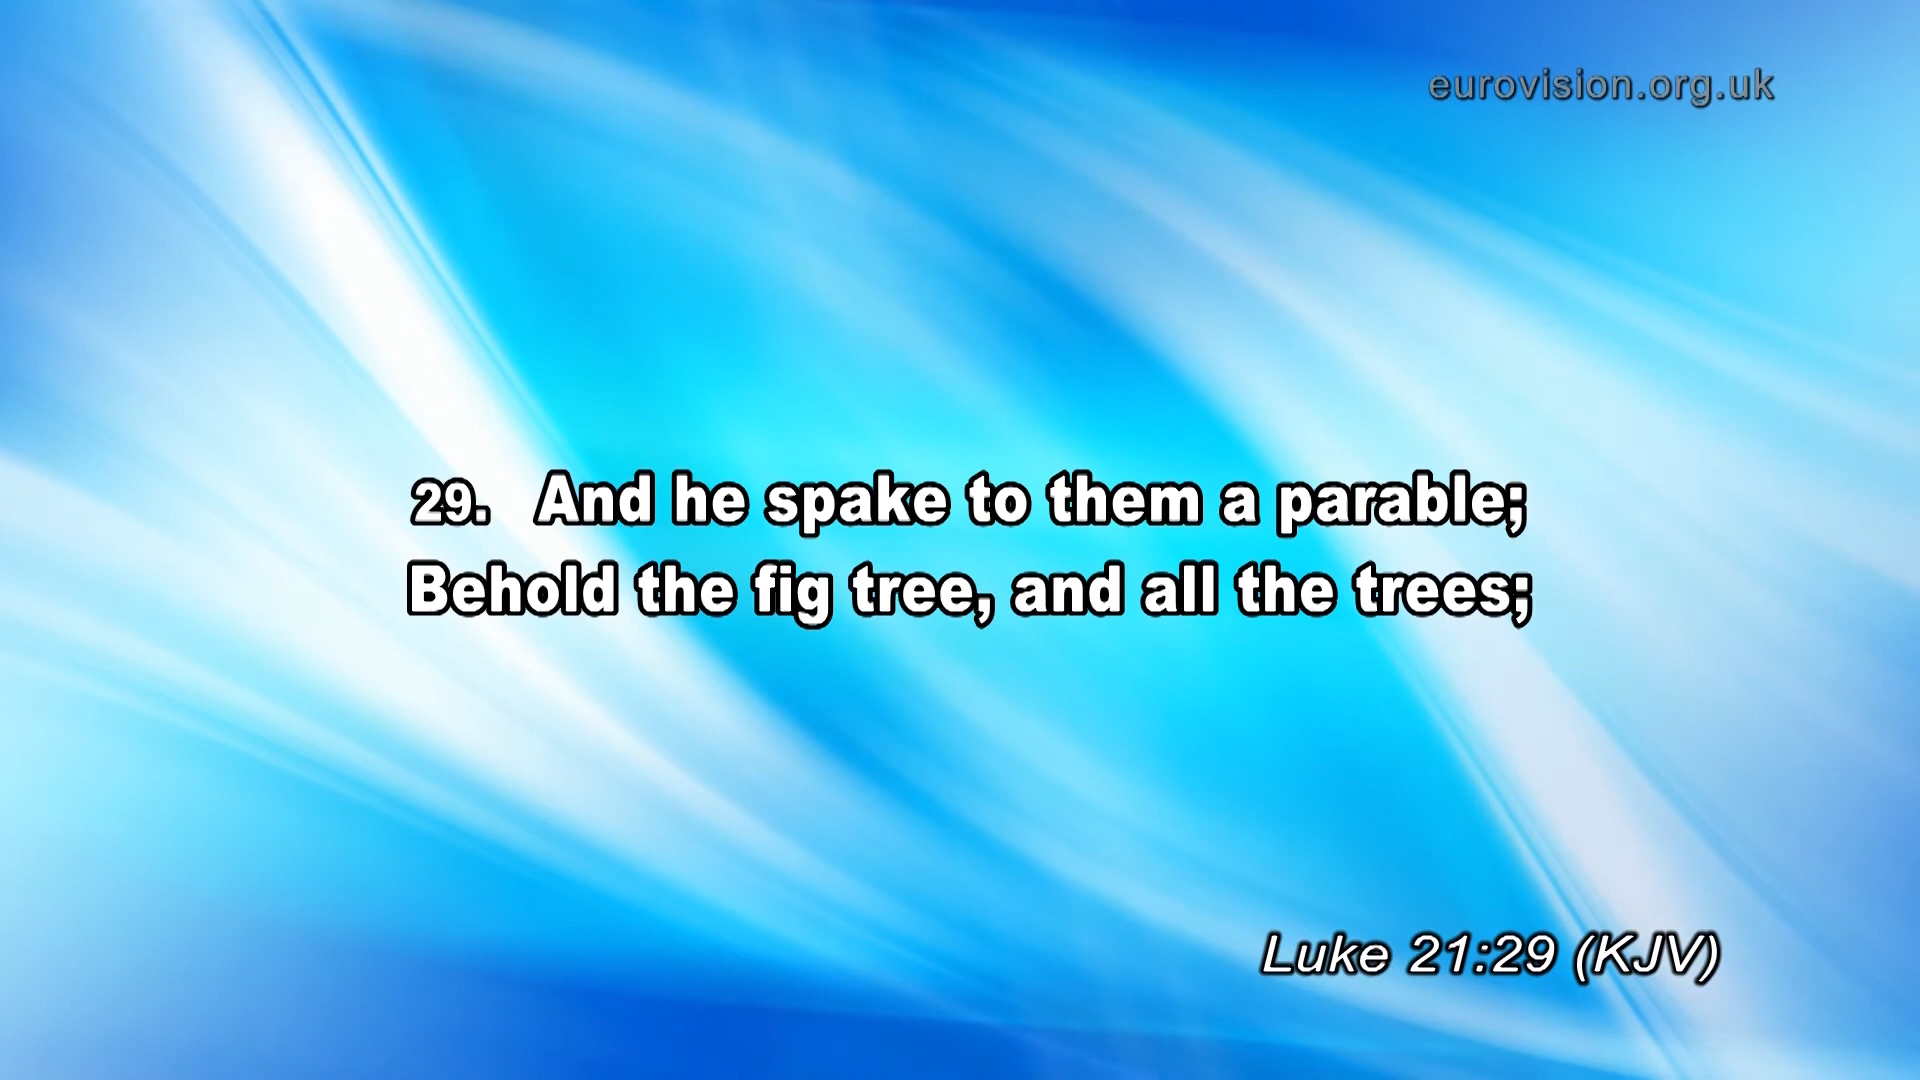 eurovision.org.uk
29. And he spake to them a parable;
Behold the fig tree, and all the trees;
Luke 21:29 (KJV)